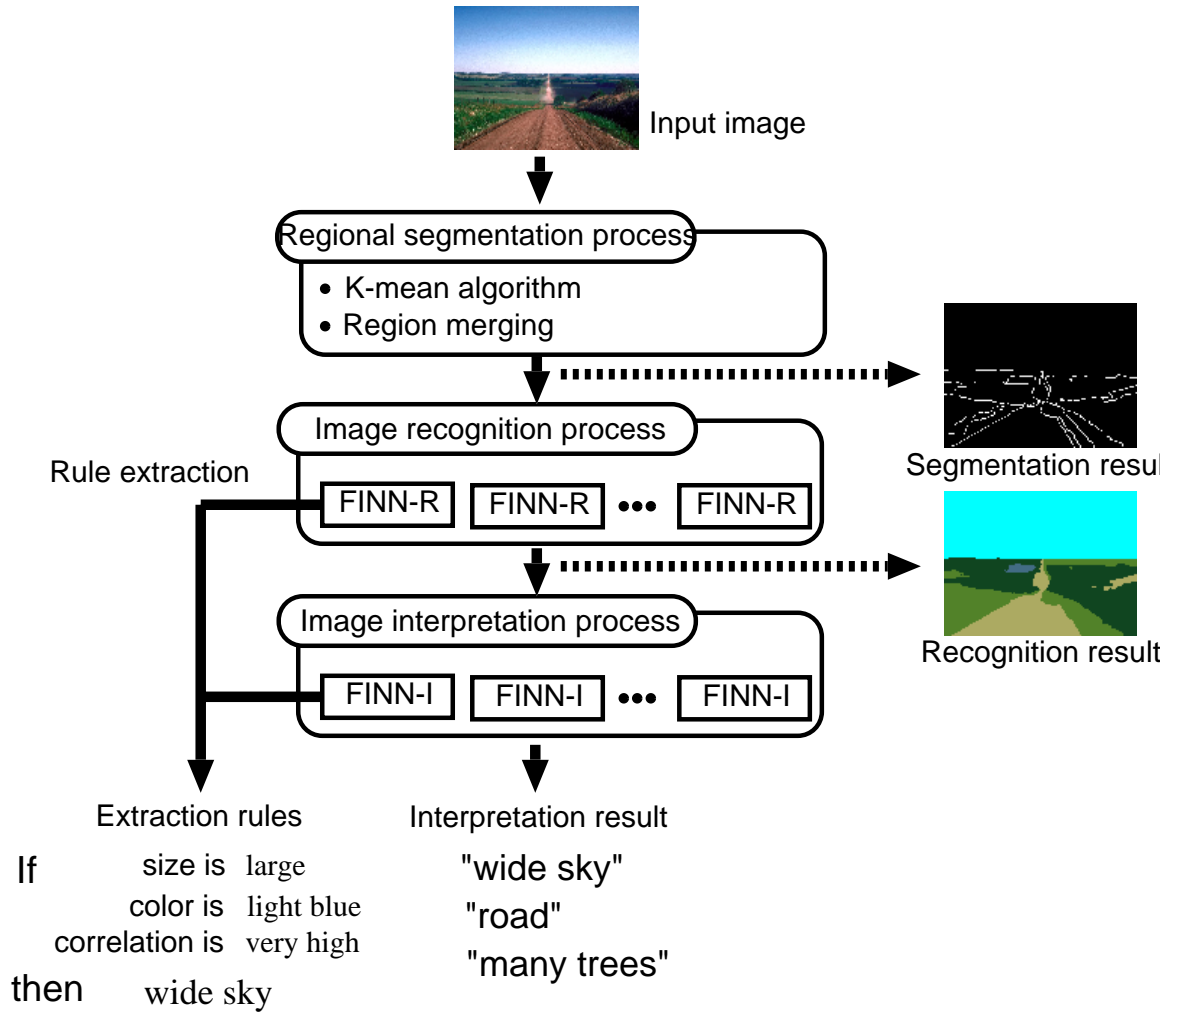 Input image
Regional segmentation process
• K-mean algorithm
• Region merging
Image recognition process
Segmentation resul
Rule extraction
FINN-R FINN-R ••• FINN-R
Image interpretation process
Recognition result
FINN-I FINN-I ••• FINN-I
Extraction rules
If size is large
color is light blue
correlation is very high
then wide sky
Interpretation result
"wide sky"
"road"
"many trees"